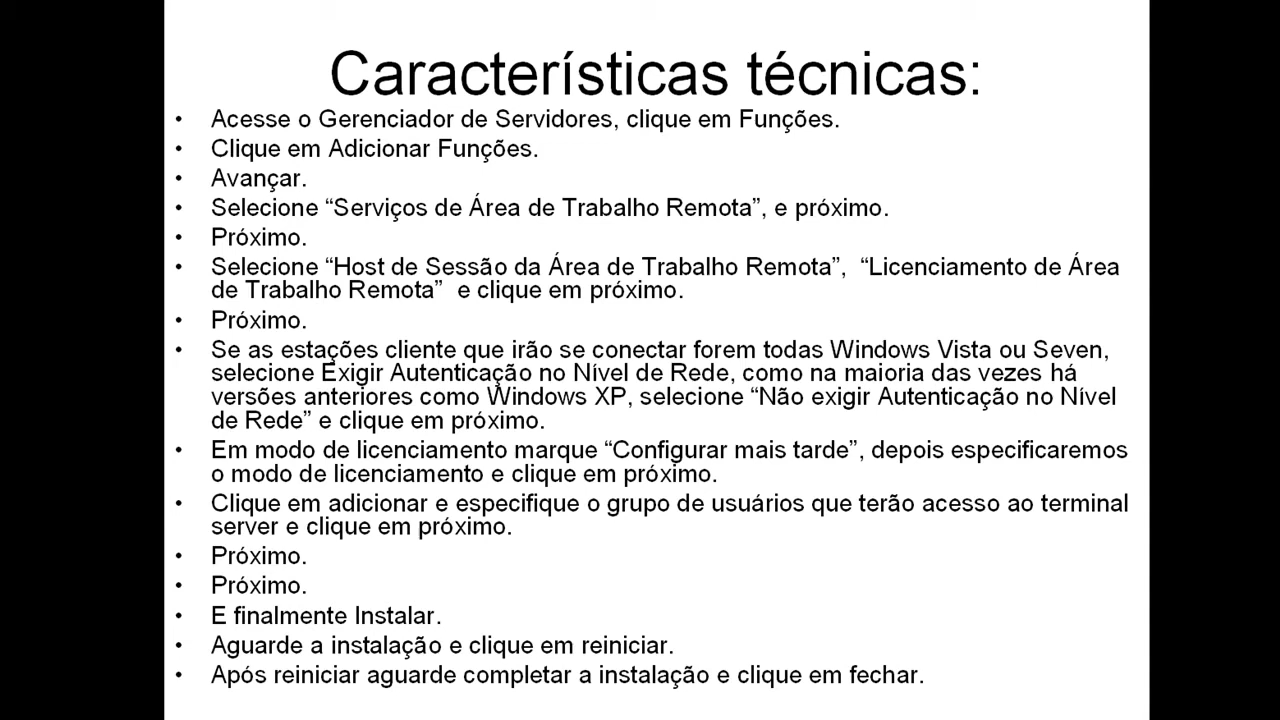 Características técnicas:
• Acesse o Gerenciador de Servidores, clique em Funções.
• Clique em Adicionar Funções.
• Avançar.
• Selecione “Serviços de Área de Trabalho Remota”, e próximo.
• Próximo.
• Selecione “Host de Sessão da Área de Trabalho Remota”,  “Licenciamento de Área
de Trabalho Remota”  e clique em próximo.
• Próximo.
• Se as estações cliente que irão se conectar forem todas Windows Vista ou Seven,
selecione Exigir Autenticação no Nível de Rede, como na maioria das vezes há
versões anteriores como Windows XP, selecione “Não exigir Autenticação no Nível
de Rede” e clique em próximo.
• Em modo de licenciamento marque “Configurar mais tarde”, depois especificaremos
o modo de licenciamento e clique em próximo.
• Clique em adicionar e especifique o grupo de usuários que terão acesso ao terminal
server e clique em próximo.
• Próximo.
• Próximo.
• E finalmente Instalar.
• Aguarde a instalação e clique em reiniciar.
• Após reiniciar aguarde completar a instalação e clique em fechar.